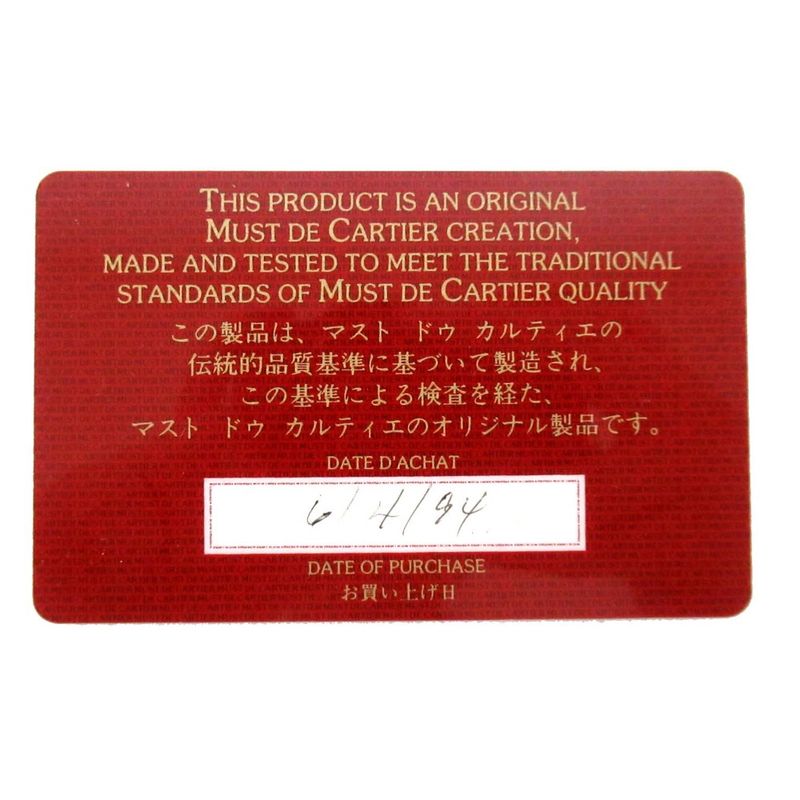 THIS PRODUCT IS AN ORIGINAL
MUST DE CARTIER CREATION,
MADE AND TESTED TO MEET THE TRADITIONAL
STANDARDS OF MUST DE CARTIER QUALITY
この製品は、マスト ドゥ カルティエの
伝統的品質基準に基づいて製造され、
この基準による検査を経た、
マスト ドゥ カルティエのオリジナル製品です。
DATE D'ACHAT
6/4/94
DATE OF PURCHASE
お買い上げ日